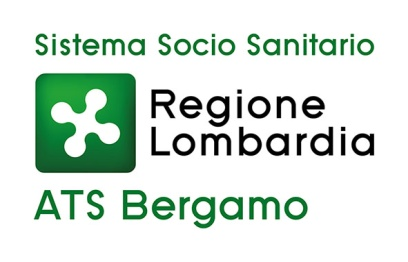 Sistema Socio Sanitario
Regione
Lombardia
ATS Bergamo